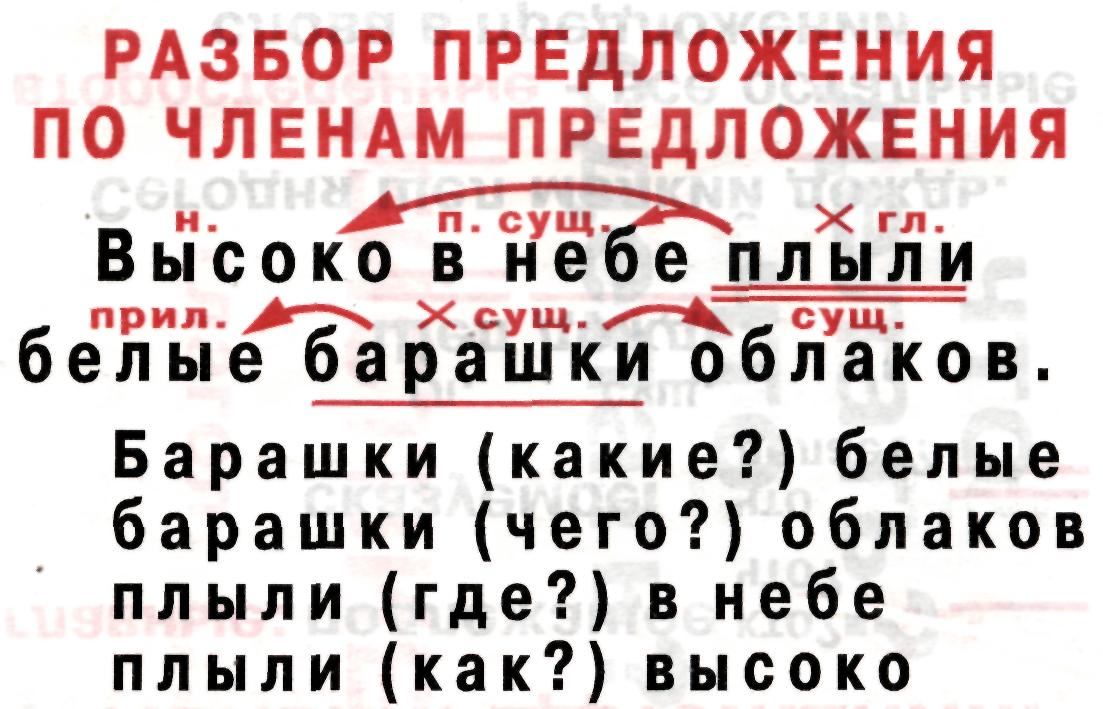 РАЗБОР ПРЕДЛОЖЕНИЯ
ПО ЧЛЕНАМ ПРЕДЛОЖЕНИЯ
н. п. сущ. × гл.
Высоко в небе плыли
прил. × сущ. сущ.
белые барашки облаков.
Барашки (какие?) белые
барашки (чего?) облаков
плыли (где?) в небе
плыли (как?) высоко